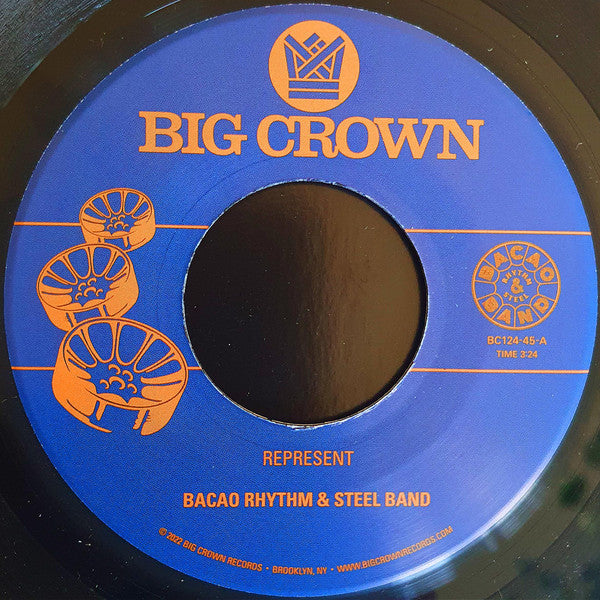 BIG CROWN
BACAO
RHYTHM
&
STEEL
BAND
BC124-45-A
TIME 3:24
REPRESENT
BACAO RHYTHM & STEEL BAND
© 2022 BIG CROWN RECORDS • BROOKLYN, NY • WWW.BIGCROWNRECORDS.COM